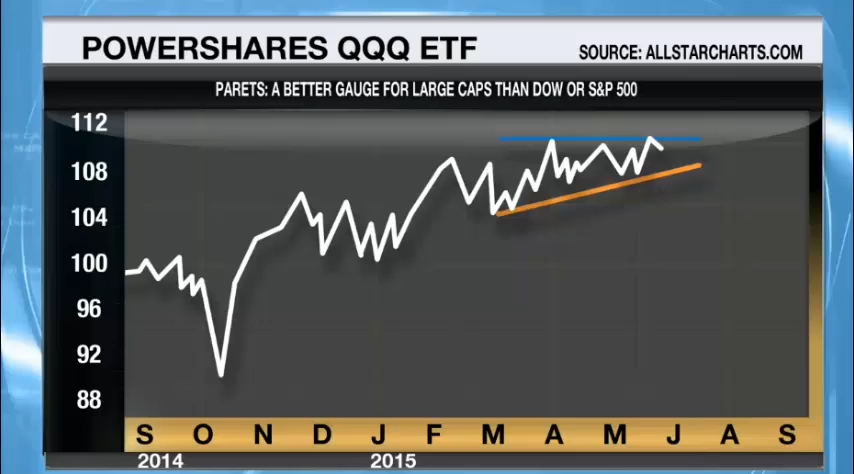 POWERSHARES QQQ ETF
SOURCE: ALLSTARCHARTS.COM
PARETS: A BETTER GAUGE FOR LARGE CAPS THAN DOW OR S&P 500
112
108
104
100
96
92
88
S O N D J F M A M J A S
2014 2015